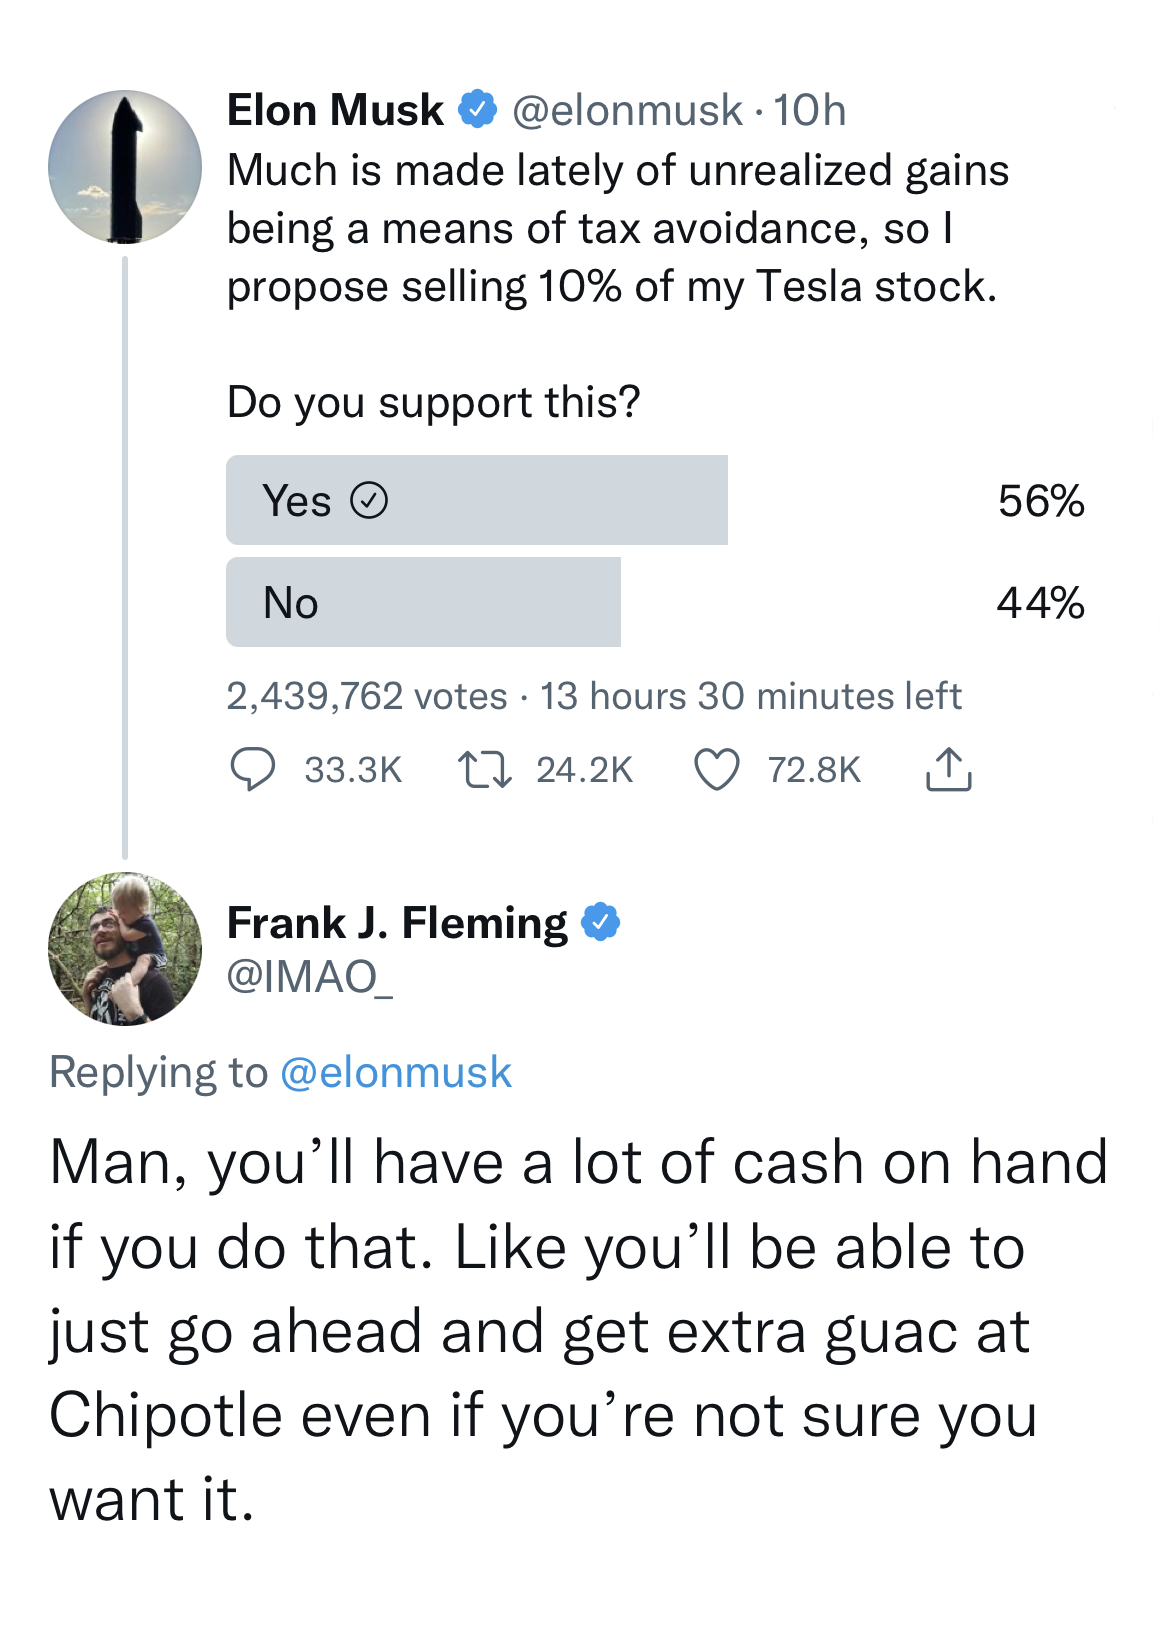 Elon Musk @elonmusk · 10h
Much is made lately of unrealized gains
being a means of tax avoidance, so I
propose selling 10% of my Tesla stock.
Do you support this?
Yes 56%
No 44%
2,439,762 votes · 13 hours 30 minutes left
33.3K 24.2K 72.8K
Frank J. Fleming
@IMAO_
Replying to @elonmusk
Man, you’ll have a lot of cash on hand
if you do that. Like you’ll be able to
just go ahead and get extra guac at
Chipotle even if you’re not sure you
want it.